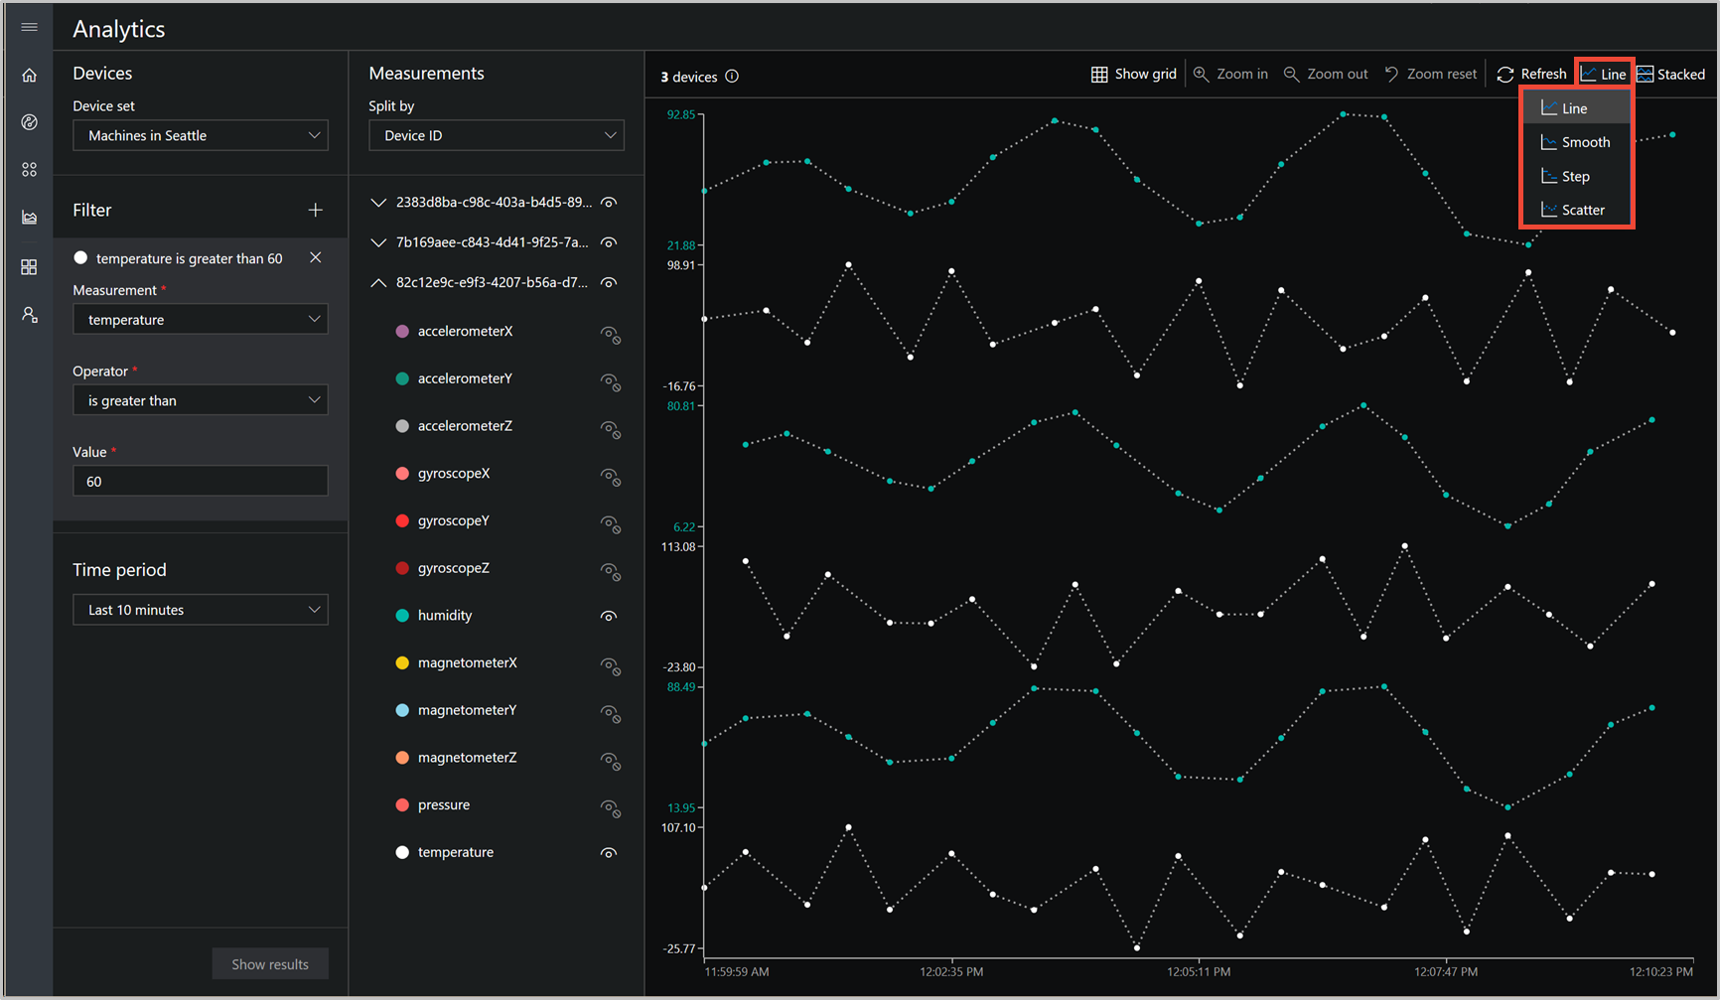 Analytics
Devices
Device set
Machines in Seattle
Filter
temperature is greater than 60
Measurement *
temperature
Operator *
is greater than
Value *
60
Time period
Last 10 minutes
Show results
Measurements
Split by
Device ID
2383d8ba-c98c-403a-b4d5-89...
7b169aee-c843-4d41-9f25-7a...
82c12e9c-e9f3-4207-b56a-d7...
accelerometerX
accelerometerY
accelerometerZ
gyroscopeX
gyroscopeY
gyroscopeZ
humidity
magnetometerX
magnetometerY
magnetometerZ
pressure
temperature
3 devices
Show grid
Zoom in
Zoom out
Zoom reset
Refresh
Line
Stacked
Line
Smooth
Step
Scatter
92.85
21.88
98.91
-16.76
80.81
6.22
113.08
-23.80
88.49
13.95
107.10
-25.77
11:59:59 AM
12:02:35 PM
12:05:11 PM
12:07:47 PM
12:10:23 PM